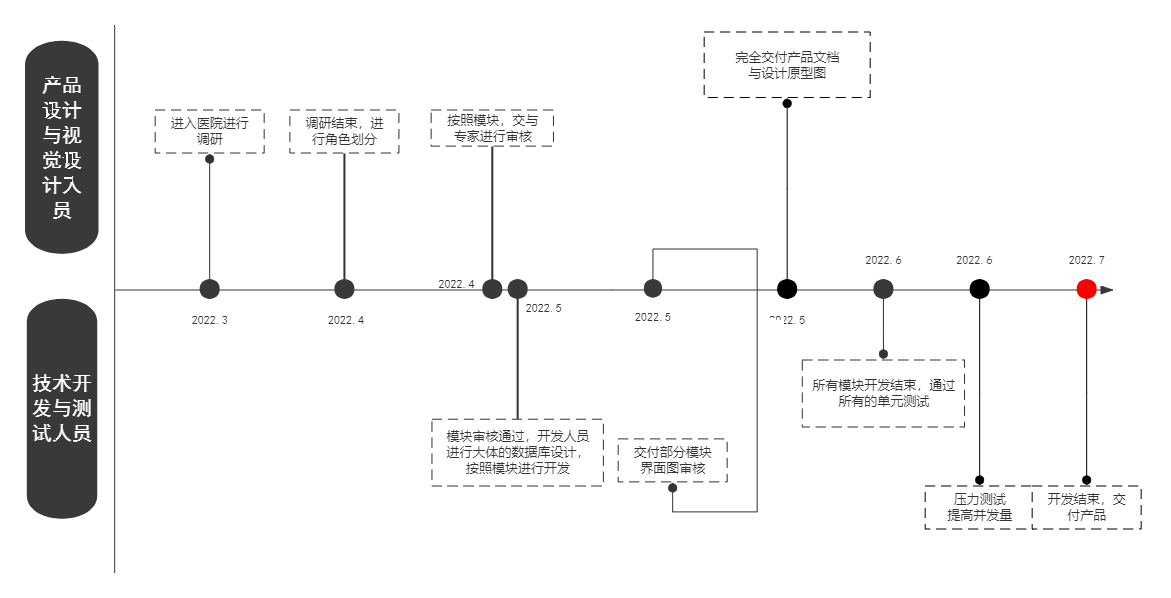 产品
设计
与视
觉设
计人
员
完全交付产品文档
与设计原型图
进入医院进行
调研
调研结束，进
行角色划分
按照模块，交与
专家进行审核
2022.6
2022.6
2022.7
2022.4
2022.5
2022.3
2022.4
2022.5
技术开
发与测
试人员
所有模块开发结束，通过
所有的单元测试
模块审核通过，开发人员
进行大体的数据库设计，
按照模块进行开发
交付部分模块
界面图审核
压力测试
提高并发量
开发结束，交
付产品